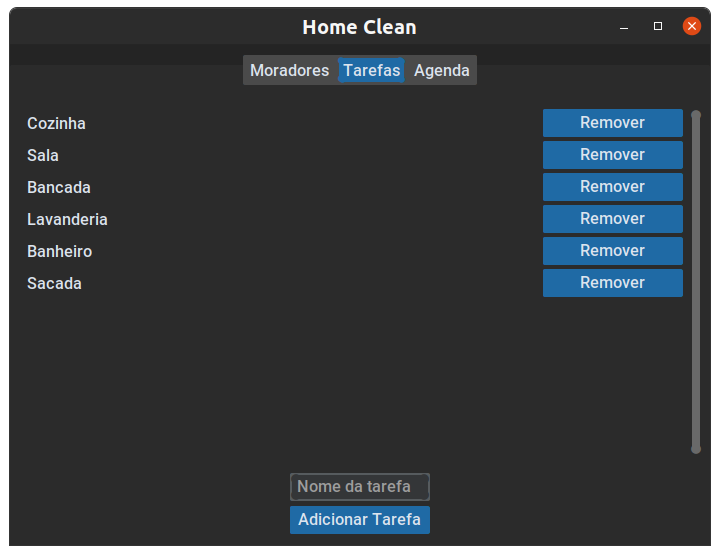 Home Clean
Moradores Tarefas Agenda
Cozinha Remover
Sala Remover
Bancada Remover
Lavanderia Remover
Banheiro Remover
Sacada Remover
Nome da tarefa
Adicionar Tarefa